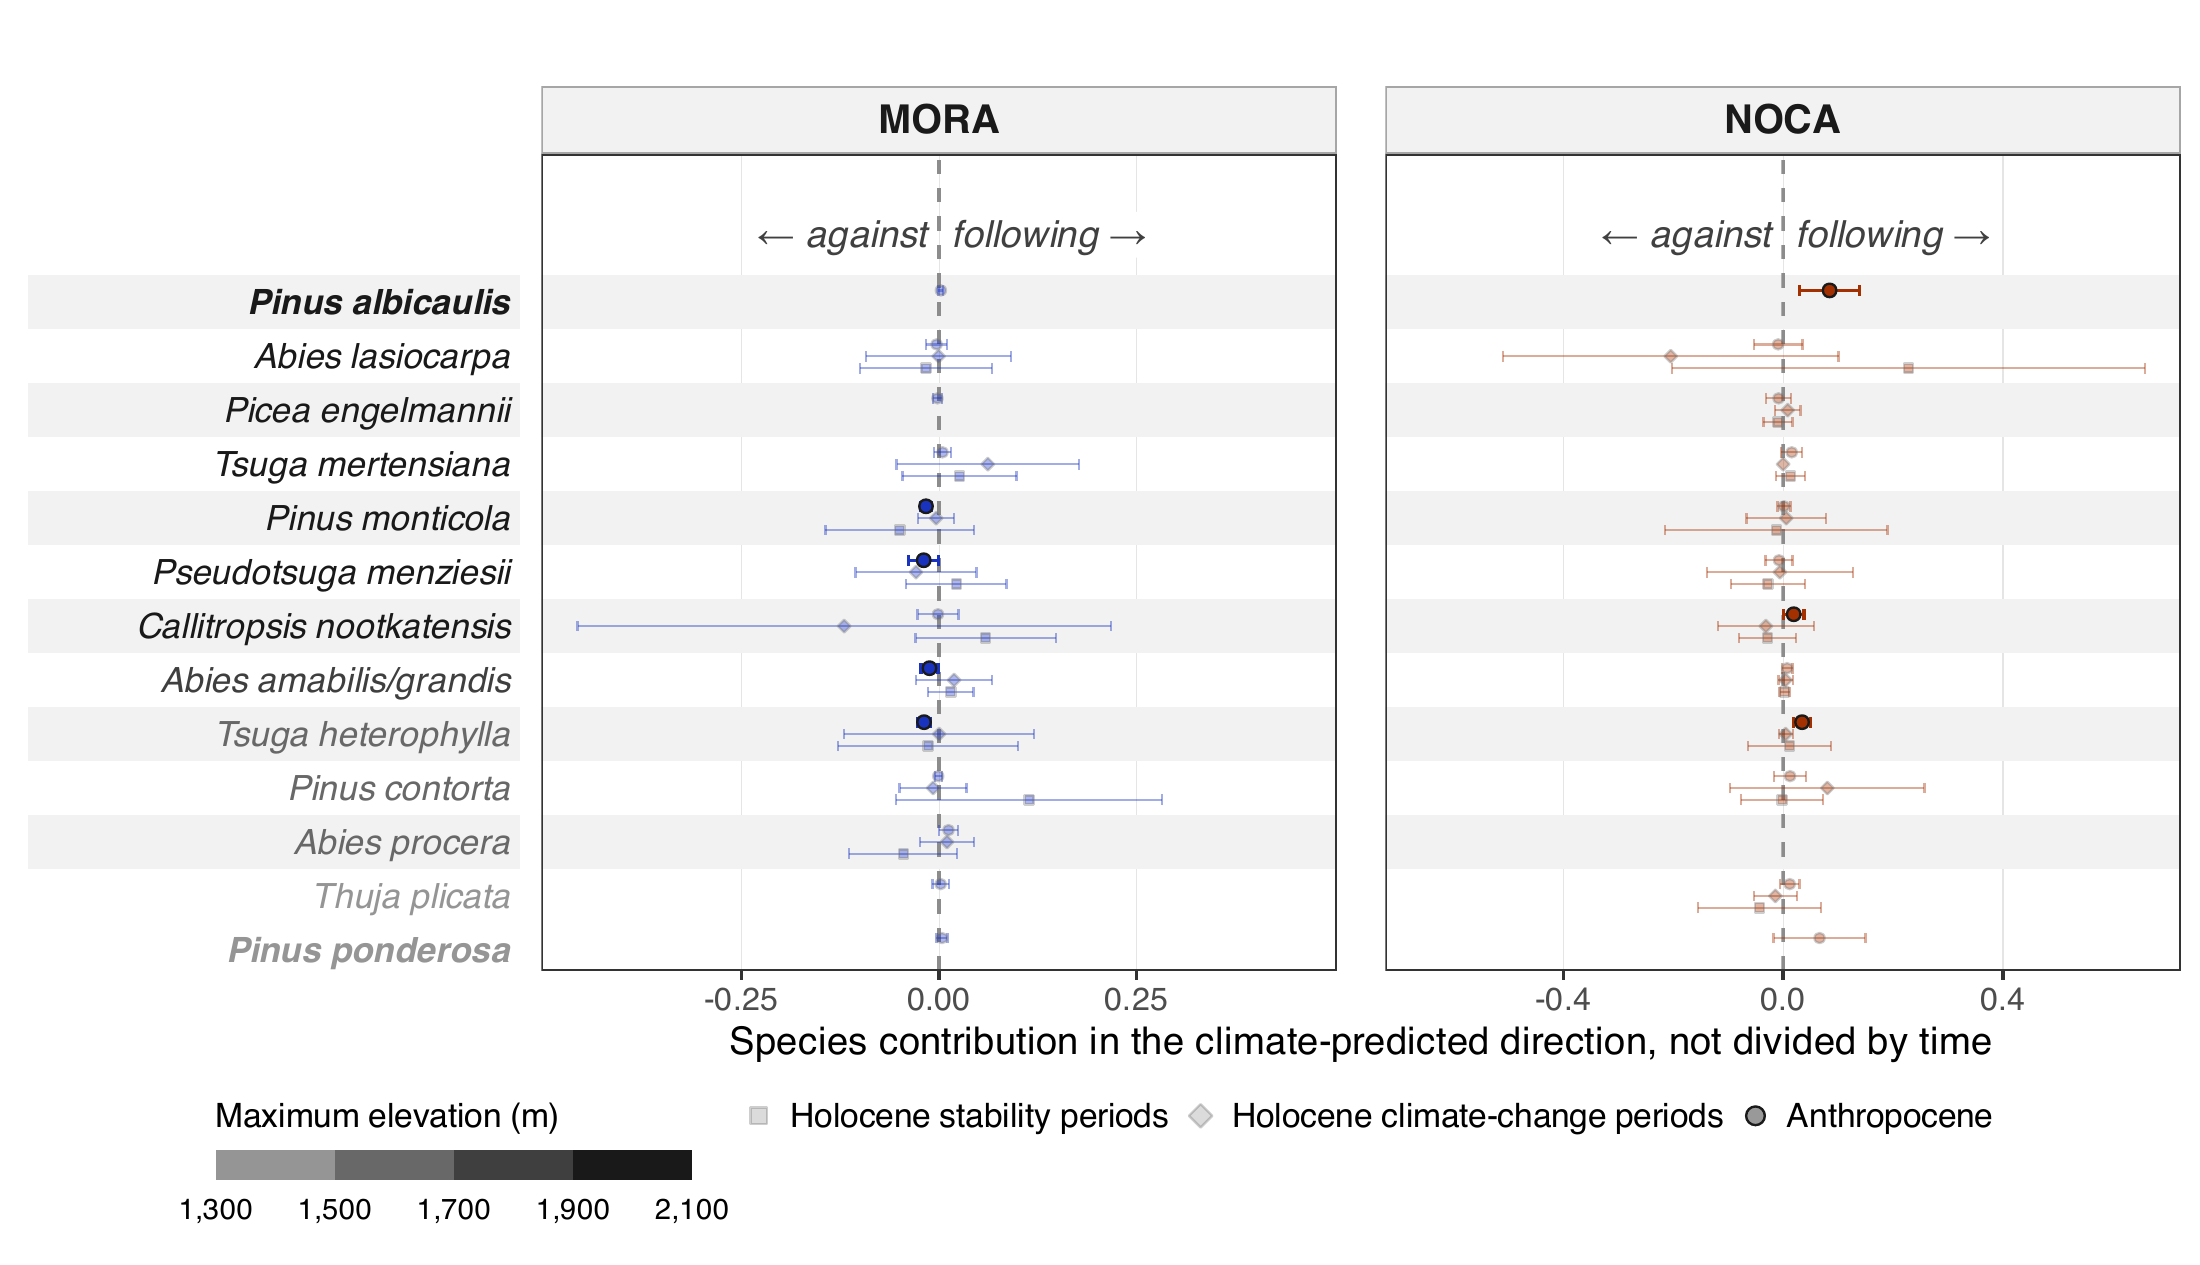 MORA
NOCA
← against following →
← against following →
Pinus albicaulis
Abies lasiocarpa
Picea engelmannii
Tsuga mertensiana
Pinus monticola
Pseudotsuga menziesii
Callitropsis nootkatensis
Abies amabilis/grandis
Tsuga heterophylla
Pinus contorta
Abies procera
Thuja plicata
Pinus ponderosa
-0.25 0.00 0.25
-0.4 0.0 0.4
Species contribution in the climate-predicted direction, not divided by time
Maximum elevation (m)
1,300 1,500 1,700 1,900 2,100
Holocene stability periods Holocene climate-change periods Anthropocene